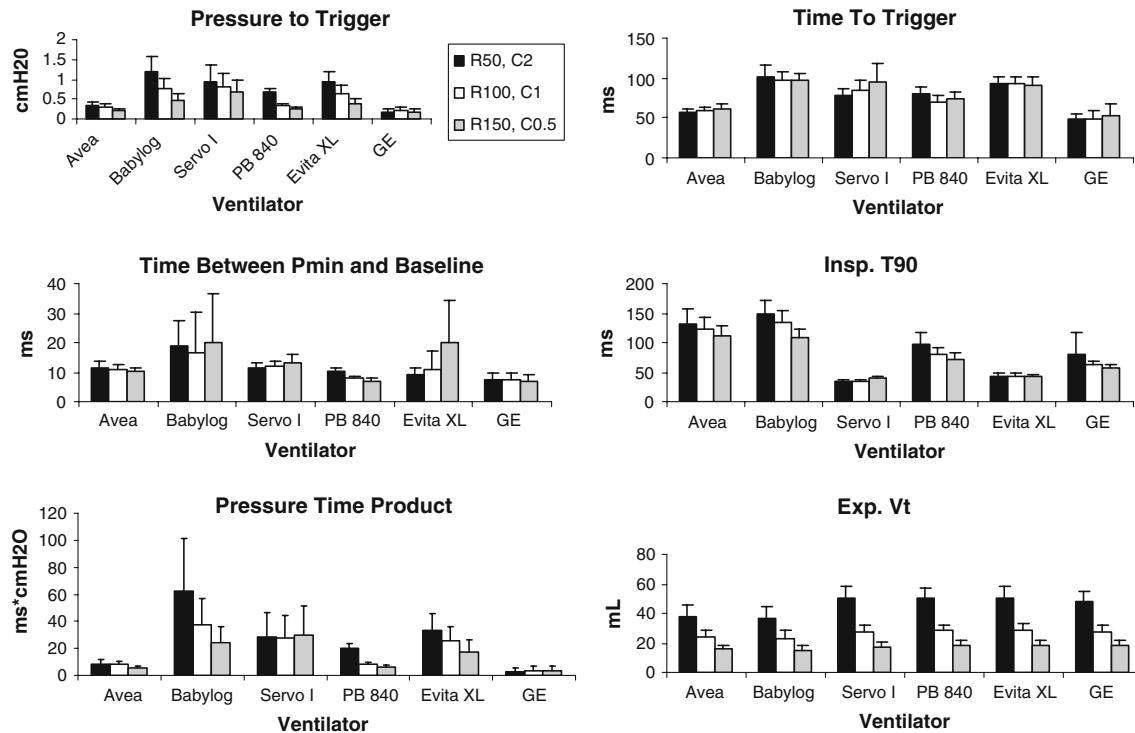 Pressure to Trigger
cmH20
2
1.5
1
0.5
0
Avea Babylog Servo I PB 840 Evita XL GE
Ventilator
R50, C2
R100, C1
R150, C0.5
Time To Trigger
ms
150
100
50
0
Avea Babylog Servo I PB 840 Evita XL GE
Ventilator
Time Between Pmin and Baseline
ms
40
30
20
10
0
Avea Babylog Servo I PB 840 Evita XL GE
Ventilator
Insp. T90
ms
200
150
100
50
0
Avea Babylog Servo I PB 840 Evita XL GE
Ventilator
Pressure Time Product
ms*cmH2O
120
100
80
60
40
20
0
Avea Babylog Servo I PB 840 Evita XL GE
Ventilator
Exp. Vt
mL
80
60
40
20
0
Avea Babylog Servo I PB 840 Evita XL GE
Ventilator